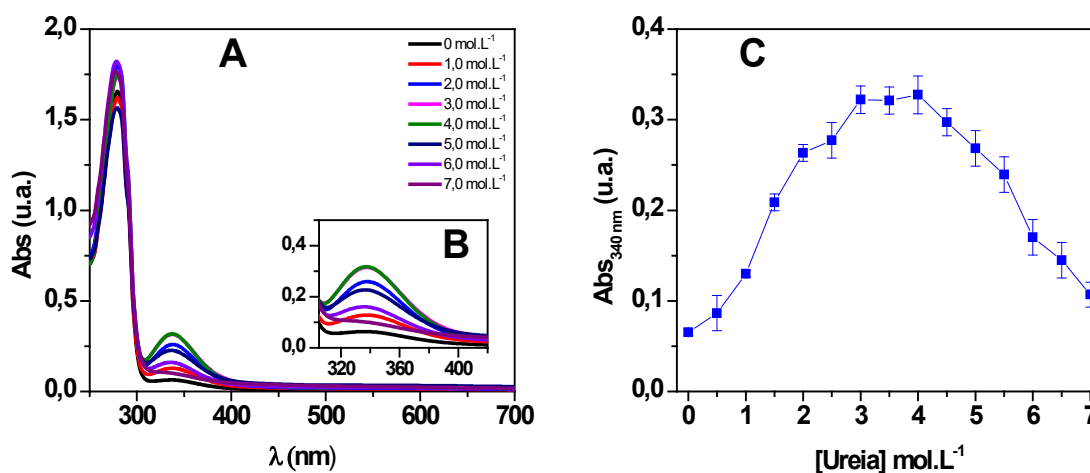 A
2,0
1,5
1,0
0,5
0,0
Abs (u.a.)
300 400 500 600 700
λ (nm)
0 mol.L⁻¹
1,0 mol.L⁻¹
2,0 mol.L⁻¹
3,0 mol.L⁻¹
4,0 mol.L⁻¹
5,0 mol.L⁻¹
6,0 mol.L⁻¹
7,0 mol.L⁻¹
B
0,4
0,2
0,0
320 360 400
C
0,4
0,3
0,2
0,1
0,0
Abs₃₄₀ ₙₘ (u.a.)
0 1 2 3 4 5 6 7
[Ureia] mol.L⁻¹